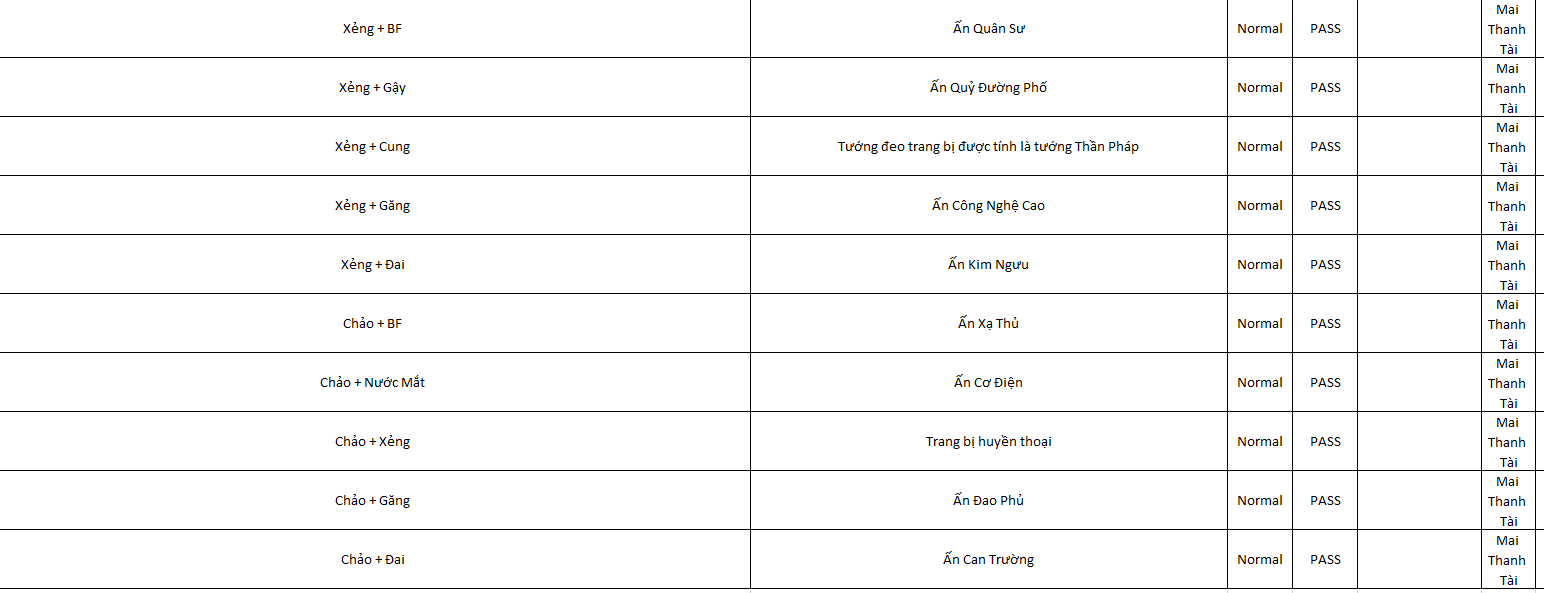 Xẻng + BF Ấn Quân Sư Normal PASS Mai Thanh Tài
Xẻng + Gậy Ấn Quỷ Đường Phố Normal PASS Mai Thanh Tài
Xẻng + Cung Tướng đeo trang bị được tính là tướng Thần Pháp Normal PASS Mai Thanh Tài
Xẻng + Găng Ấn Công Nghệ Cao Normal PASS Mai Thanh Tài
Xẻng + Đai Ấn Kim Ngưu Normal PASS Mai Thanh Tài
Chảo + BF Ấn Xạ Thủ Normal PASS Mai Thanh Tài
Chảo + Nước Mắt Ấn Cơ Điện Normal PASS Mai Thanh Tài
Chảo + Xẻng Trang bị huyền thoại Normal PASS Mai Thanh Tài
Chảo + Găng Ấn Đao Phủ Normal PASS Mai Thanh Tài
Chảo + Đai Ấn Can Trường Normal PASS Mai Thanh Tài